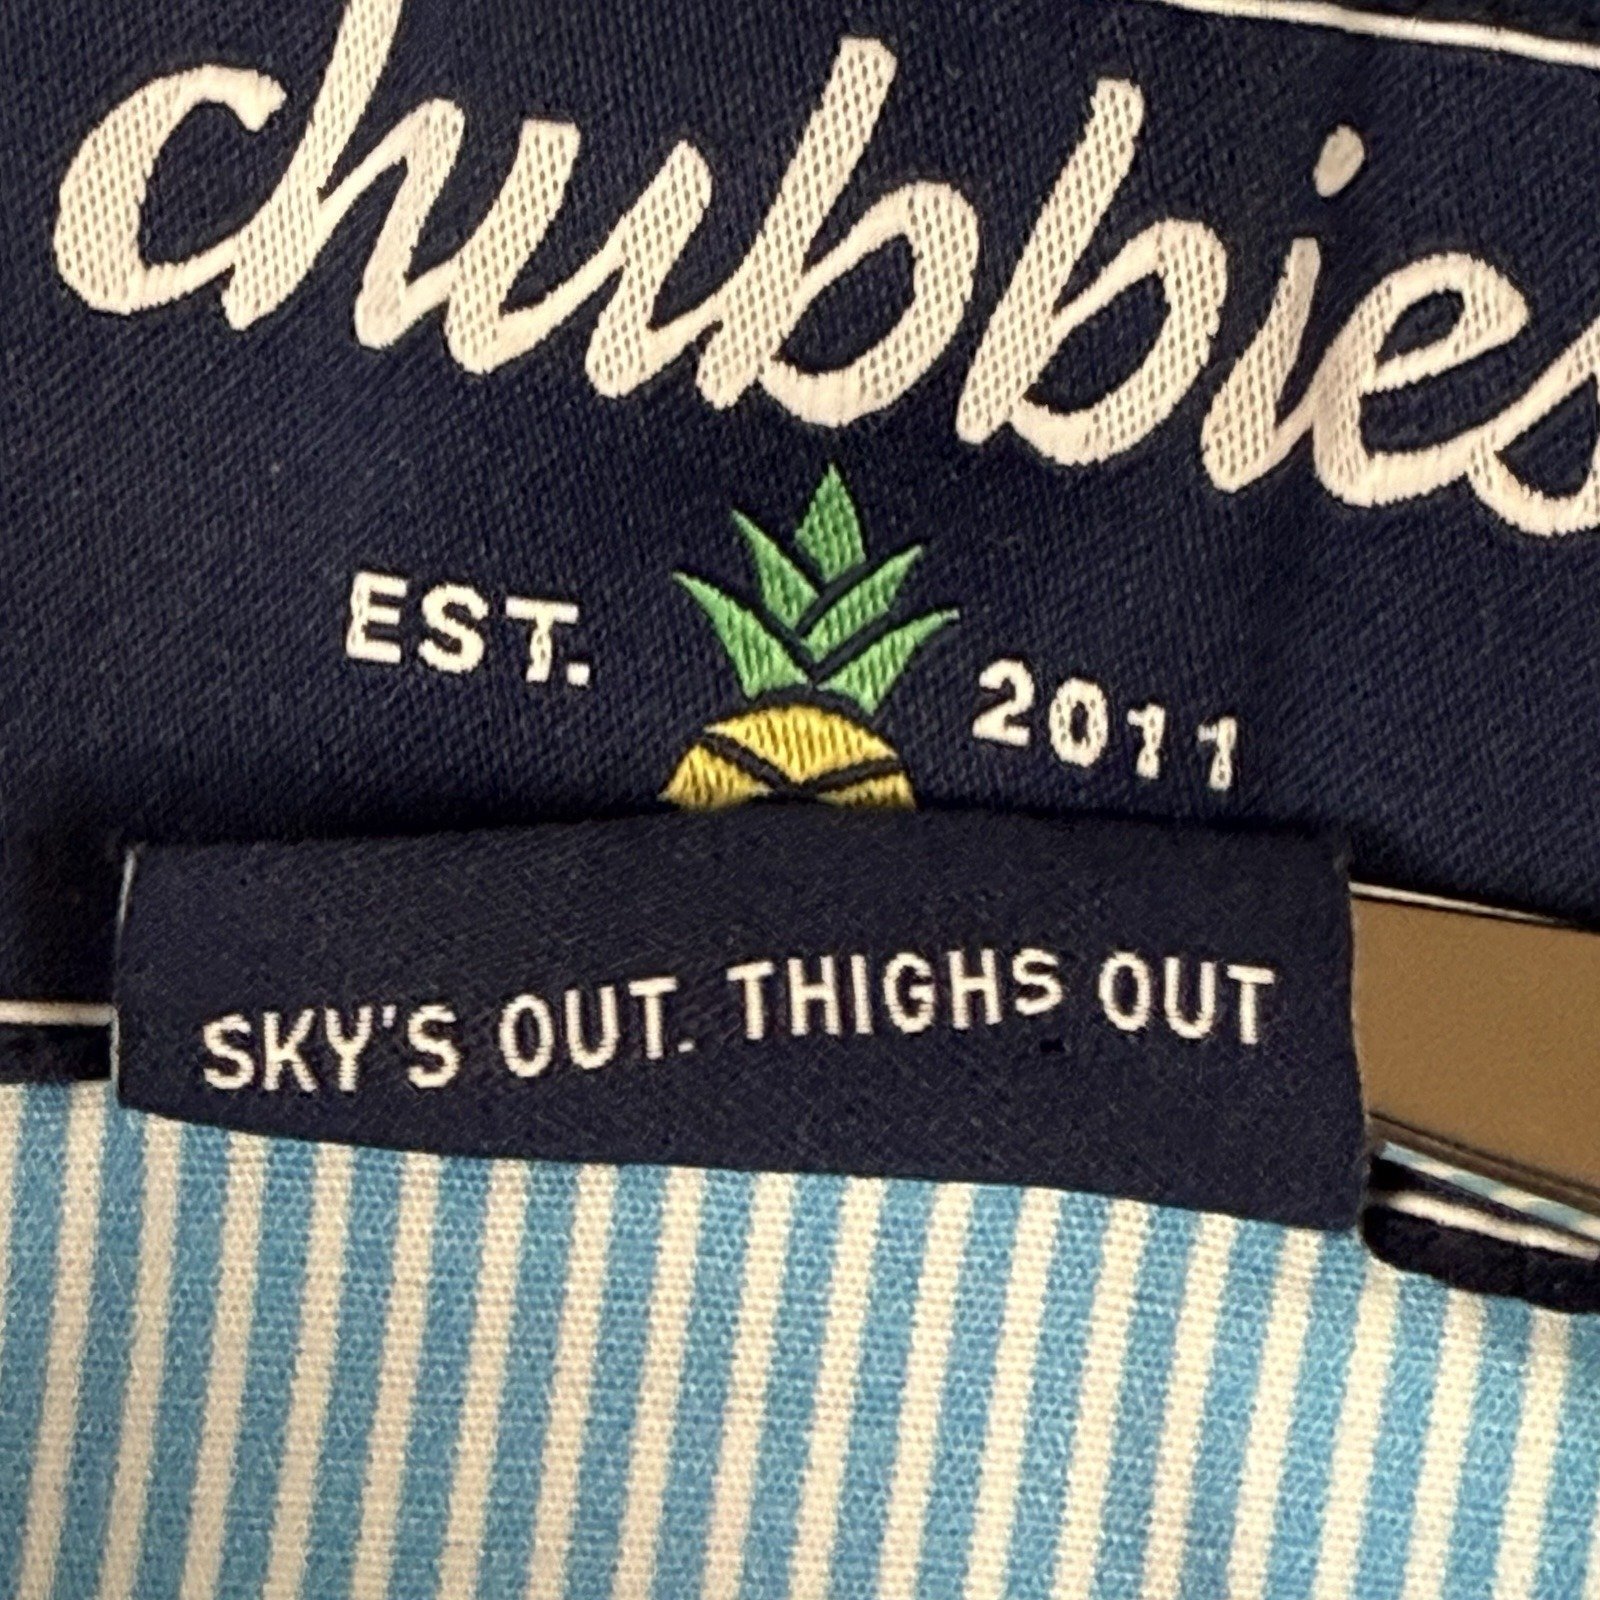 chubbies
EST. 2011
SKY'S OUT. THIGHS OUT